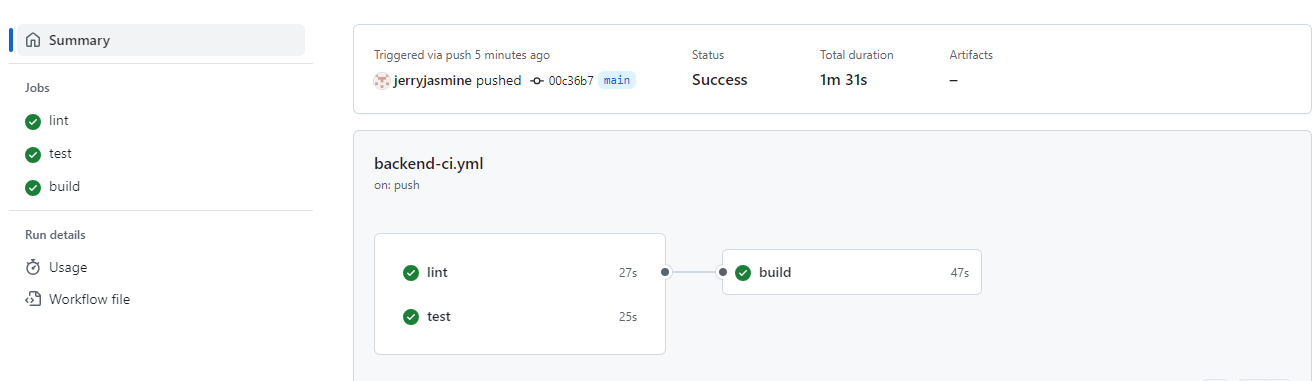 Summary
Jobs
lint
test
build
Run details
Usage
Workflow file
Triggered via push 5 minutes ago
jerryjasmine pushed 00c36b7 main
Status
Success
Total duration
1m 31s
Artifacts
–
backend-ci.yml
on: push
lint 27s
test 25s
build 47s